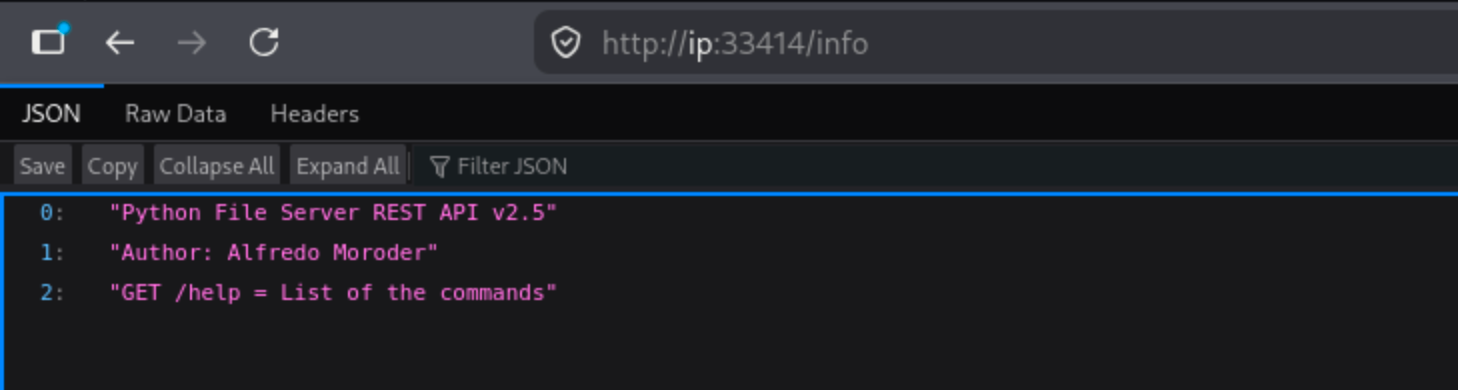 http://ip:33414/info
JSON Raw Data Headers
Save Copy Collapse All Expand All Filter JSON
0: "Python File Server REST API v2.5"
1: "Author: Alfredo Moroder"
2: "GET /help = List of the commands"